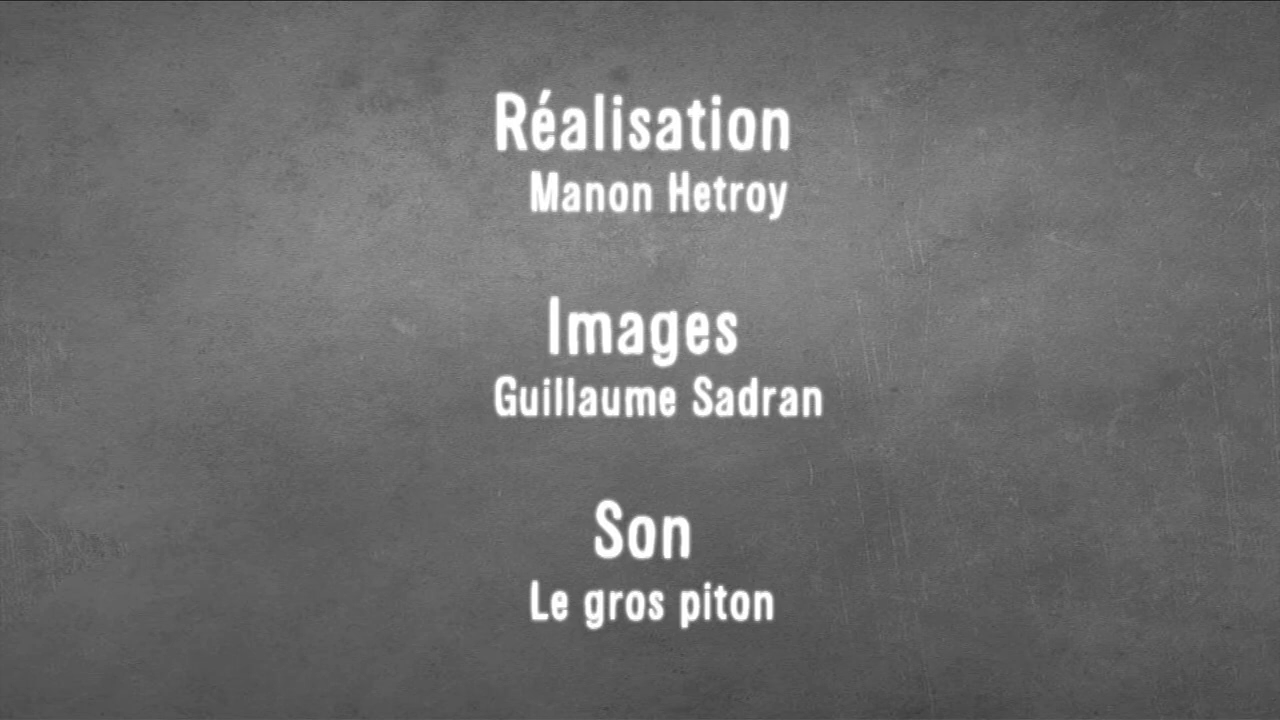 Réalisation
Manon Hetroy
Images
Guillaume Sadran
Son
Le gros piton